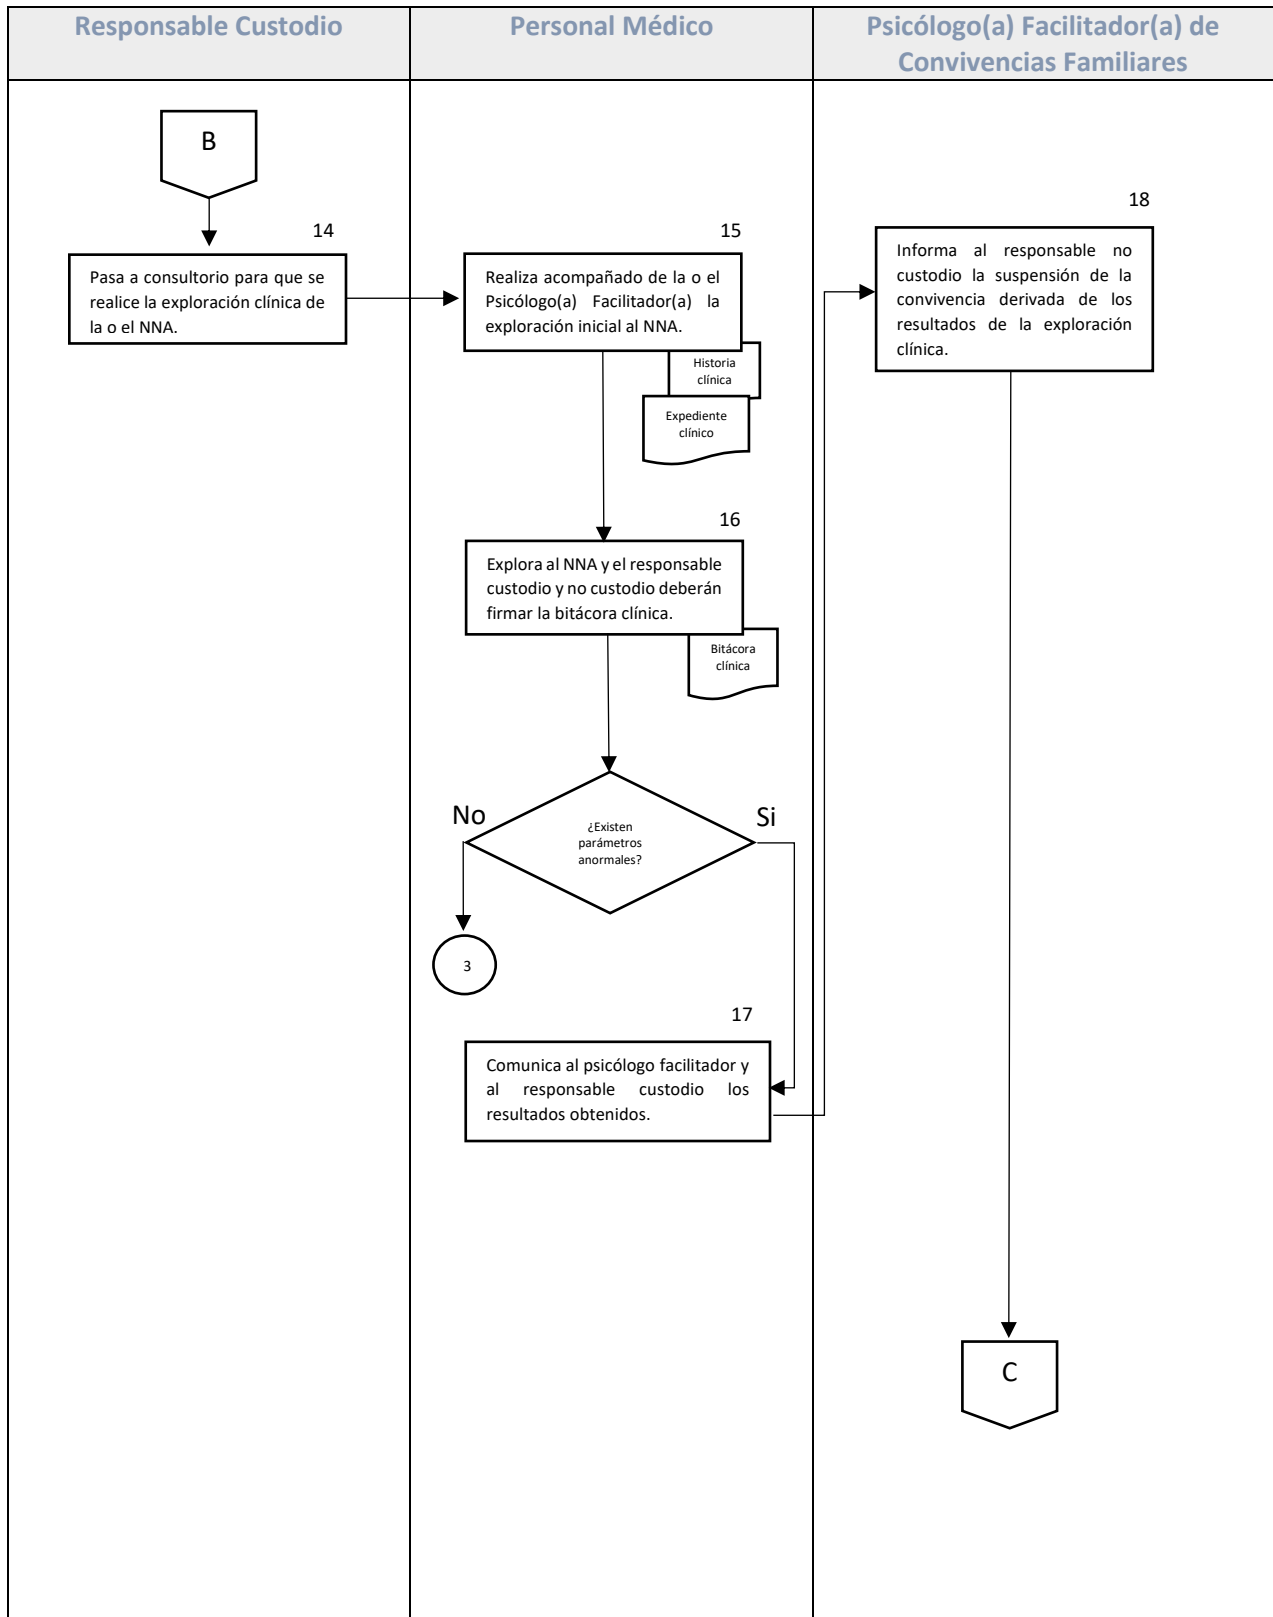 Responsable Custodio
Personal Médico
Psicólogo(a) Facilitador(a) de
Convivencias Familiares
B
14
Pasa a consultorio para que se
realice la exploración clínica de
la o el NNA.
15
Realiza acompañado de la o el
Psicólogo(a) Facilitador(a) la
exploración inicial al NNA.
Historia
clínica
Expediente
clínico
16
Explora al NNA y el responsable
custodio y no custodio deberán
firmar la bitácora clínica.
Bitácora
clínica
¿Existen
parámetros
anormales?
No
Si
3
17
Comunica al psicólogo facilitador y
al responsable custodio los
resultados obtenidos.
18
Informa al responsable no
custodio la suspensión de la
convivencia derivada de los
resultados de la exploración
clínica.
C